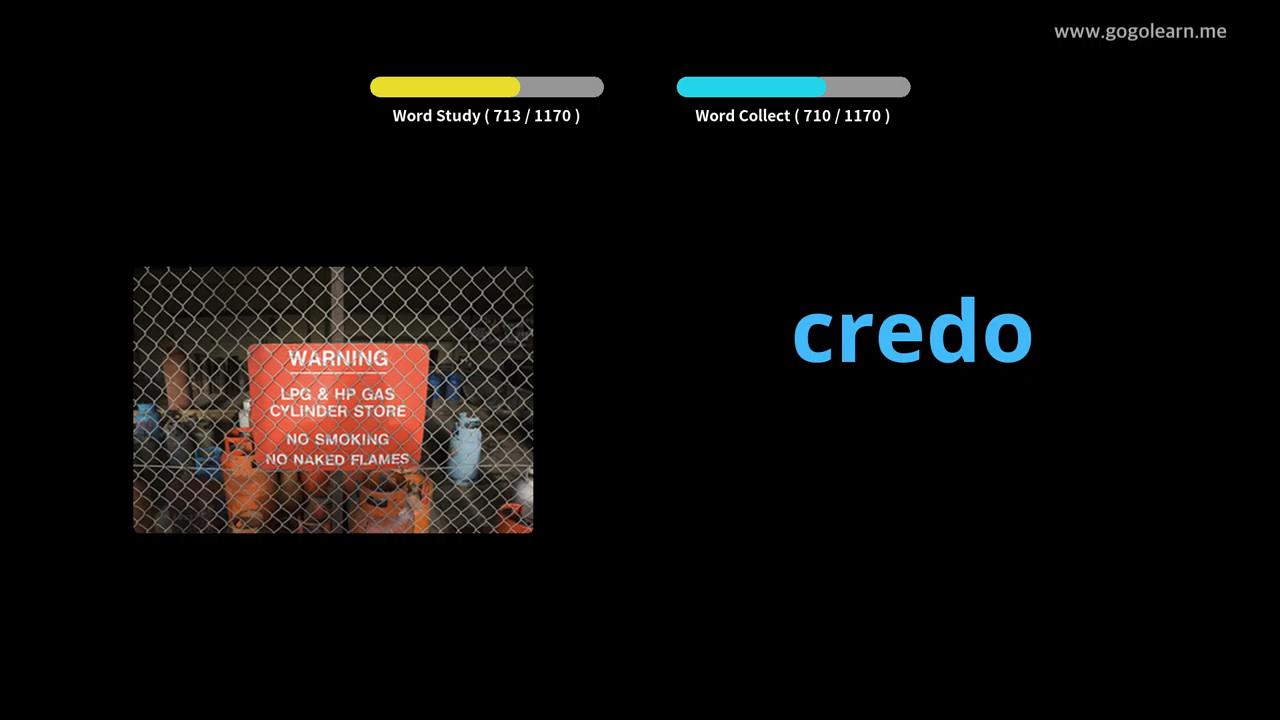 www.gogolearn.me
Word Study ( 713 / 1170 )
Word Collect ( 710 / 1170 )
credo
WARNING
LPG & HP GAS
CYLINDER STORE
NO SMOKING
NO NAKED FLAMES